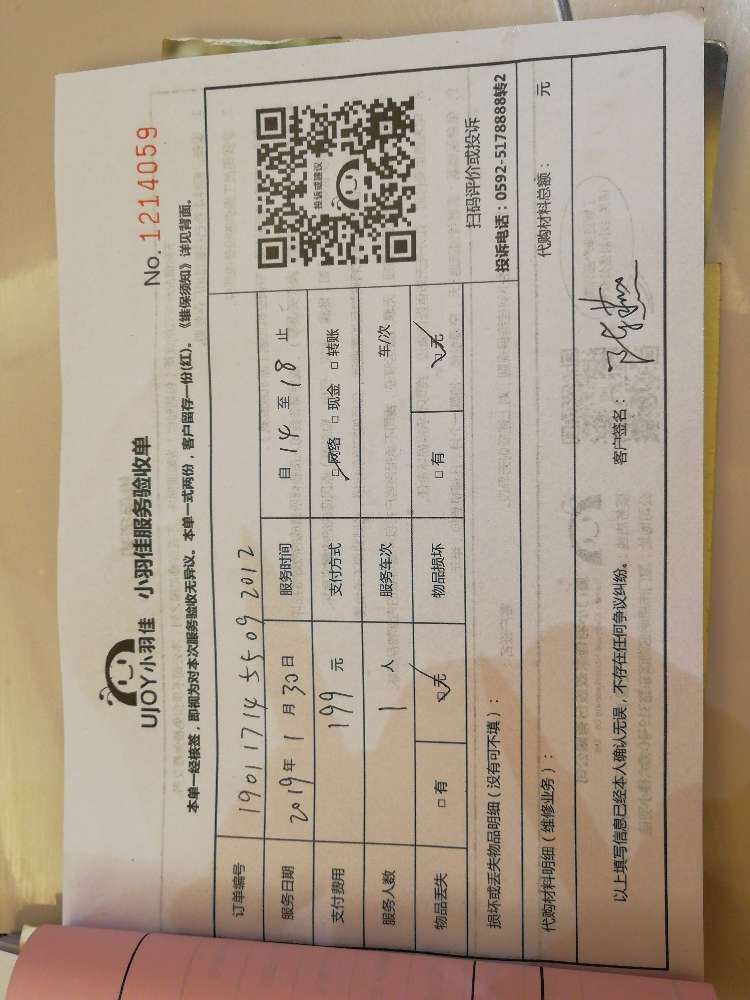 UJOY小羽佳 小羽佳服务验收单
No. 1214059
本单一经核签，即视为对本次服务验收无异议。本单一式两份，客户留存一份(红)。《维保须知》详见背面。
订单编号 19011714 5509 2012
服务日期 2019年 1 月 30 日 服务时间 自 14 至 18 止
支付费用 199 元 支付方式 □网络 □现金 □转账
服务人数 1 人 服务车次 车/次
物品丢失 □有 □无 物品损坏 □有 □无
投诉或建议
扫码评价或投诉
投诉电话：0592-5178888转2
损坏或丢失物品明细（没有可不填）：
代购材料明细（维修业务）： 代购材料总额： 元
以上填写信息已经本人确认无误，不存在任何争议纠纷。 客户签名：